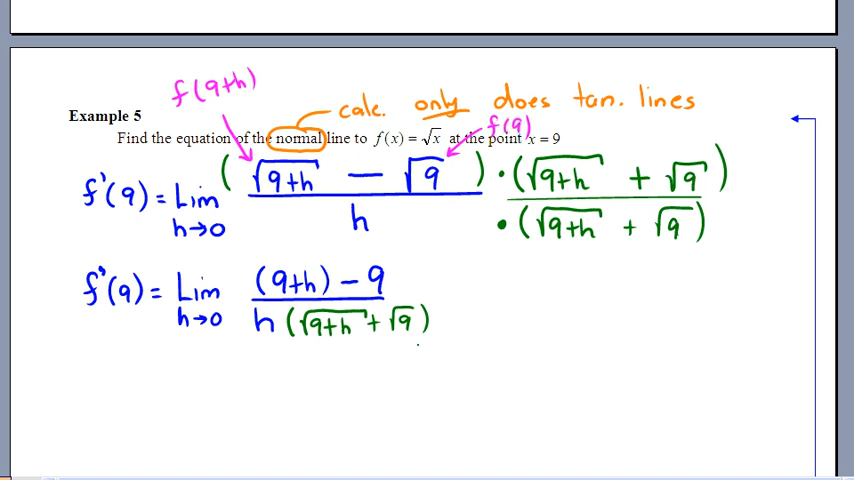 f(9+h)
calc. only does tan. lines
Example 5
f(9)
Find the equation of the normal line to f(x) = √x at the point x = 9
f'(9) = Lim h→0 (√9+h − √9) / h · (√9+h + √9) / · (√9+h + √9)
f'(9) = Lim h→0 (9+h) − 9 / h (√9+h + √9)